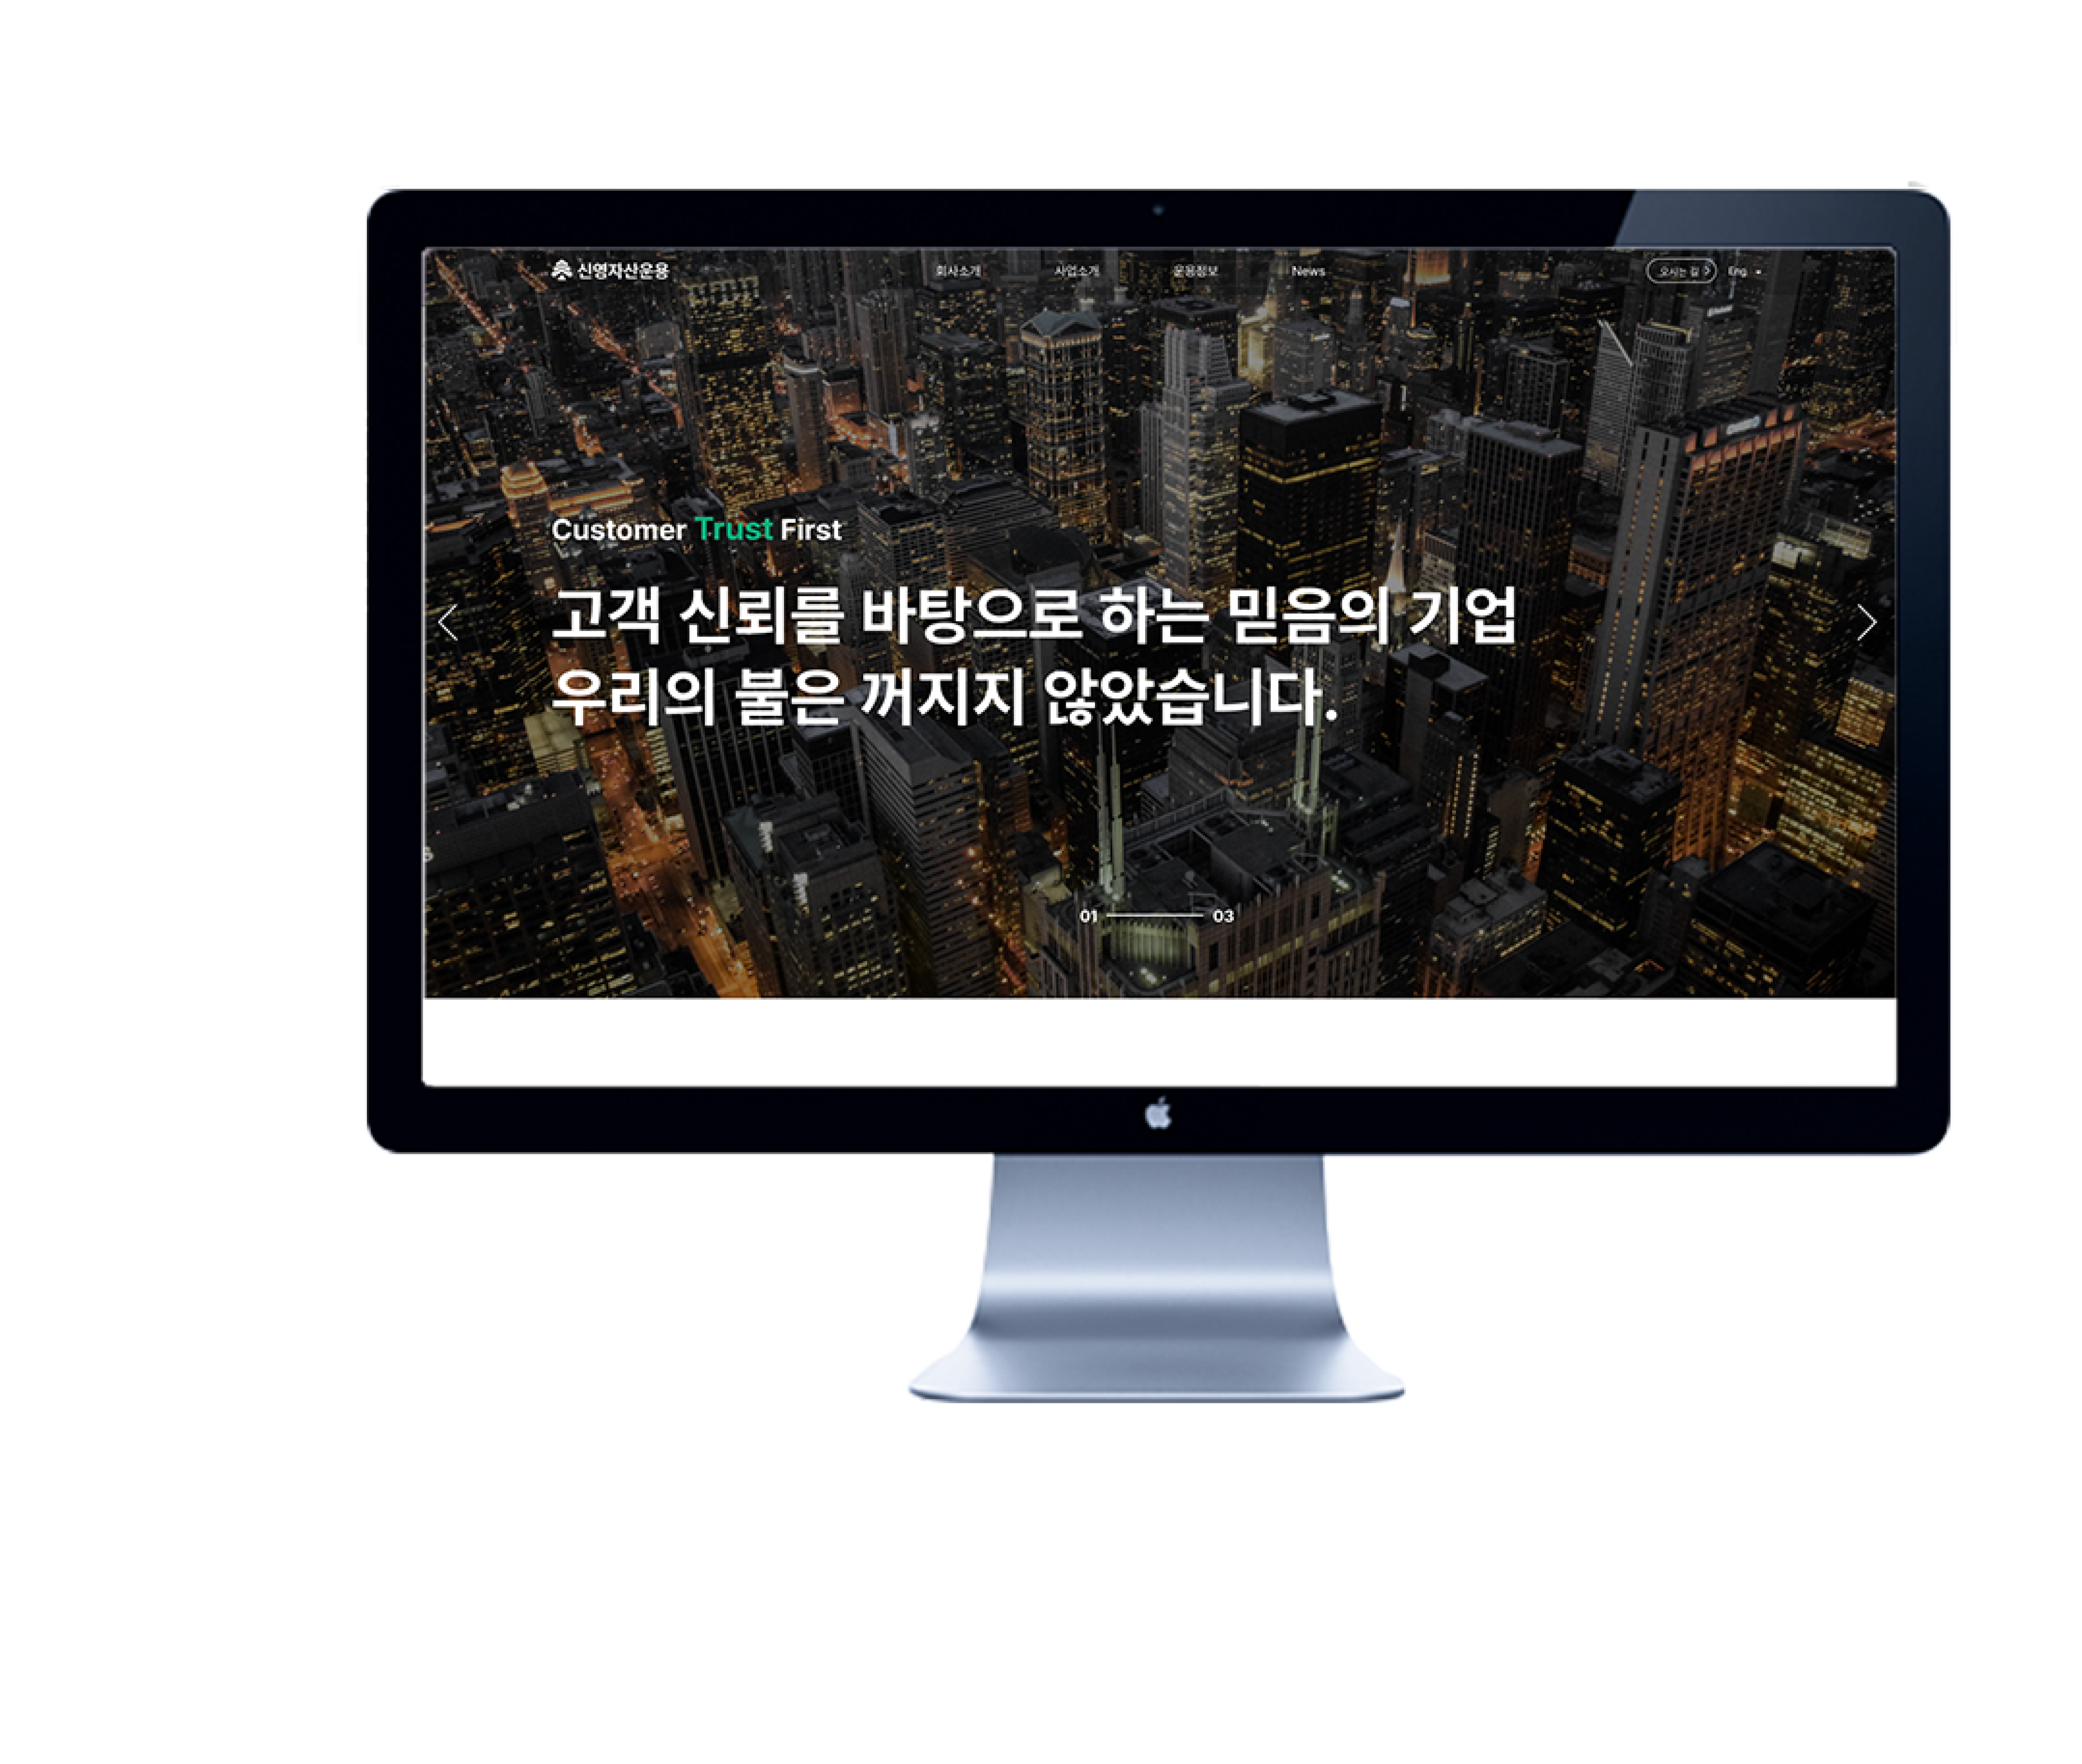 신영자산운용
회사소개 사업소개 운용정보 News
오시는 길 Eng
Customer Trust First
고객 신뢰를 바탕으로 하는 믿음의 기업
우리의 불은 꺼지지 않았습니다.
01 03